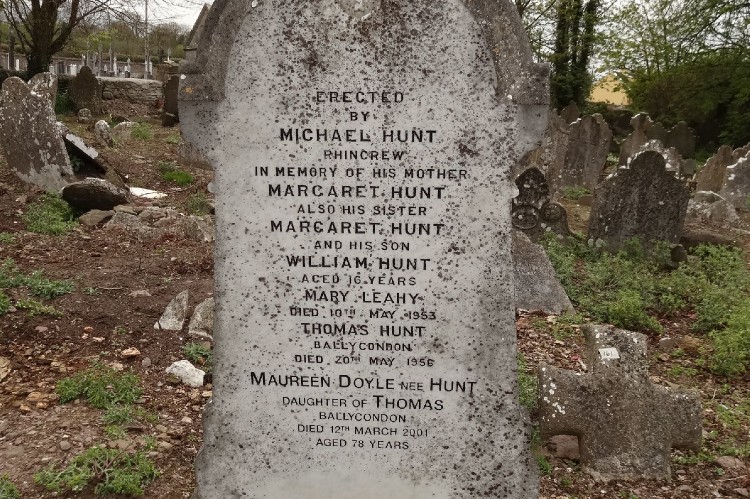 ERECTED
BY
MICHAEL HUNT
RHINCREW
IN MEMORY OF HIS MOTHER
MARGARET HUNT
ALSO HIS SISTER
MARGARET HUNT
AND HIS SON
WILLIAM HUNT
AGED 16 YEARS
MARY LEAHY
DIED 10TH MAY 1953
THOMAS HUNT
BALLYCONDON
DIED 20TH MAY 1956
MAUREEN DOYLE NEE HUNT
DAUGHTER OF THOMAS
BALLYCONDON
DIED 12TH MARCH 2001
AGED 78 YEARS